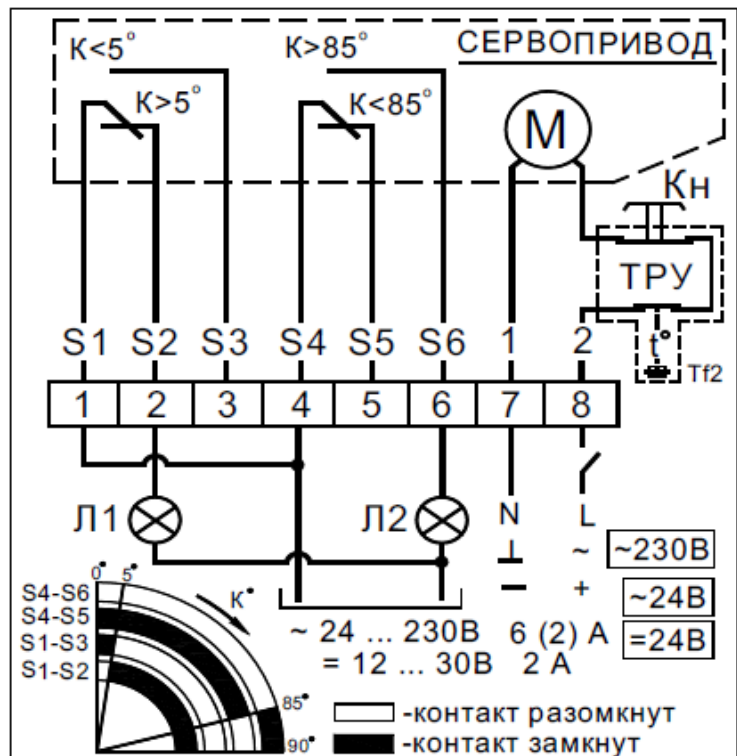 СЕРВОПРИВОД
К<5° К>85°
К>5° К<85°
М
Кн
ТРУ
t°
Tf2
S1 S2 S3 S4 S5 S6 1 2
1 2 3 4 5 6 7 8
Л1 Л2 N L
⊥ ~ ~230В
– + ~24В
=24В
~ 24 ... 230В 6 (2) А
= 12 ... 30В 2 А
0° 5°
К°
S4-S6
S4-S5
S1-S3
S1-S2
85°
90°
-контакт разомкнут
-контакт замкнут